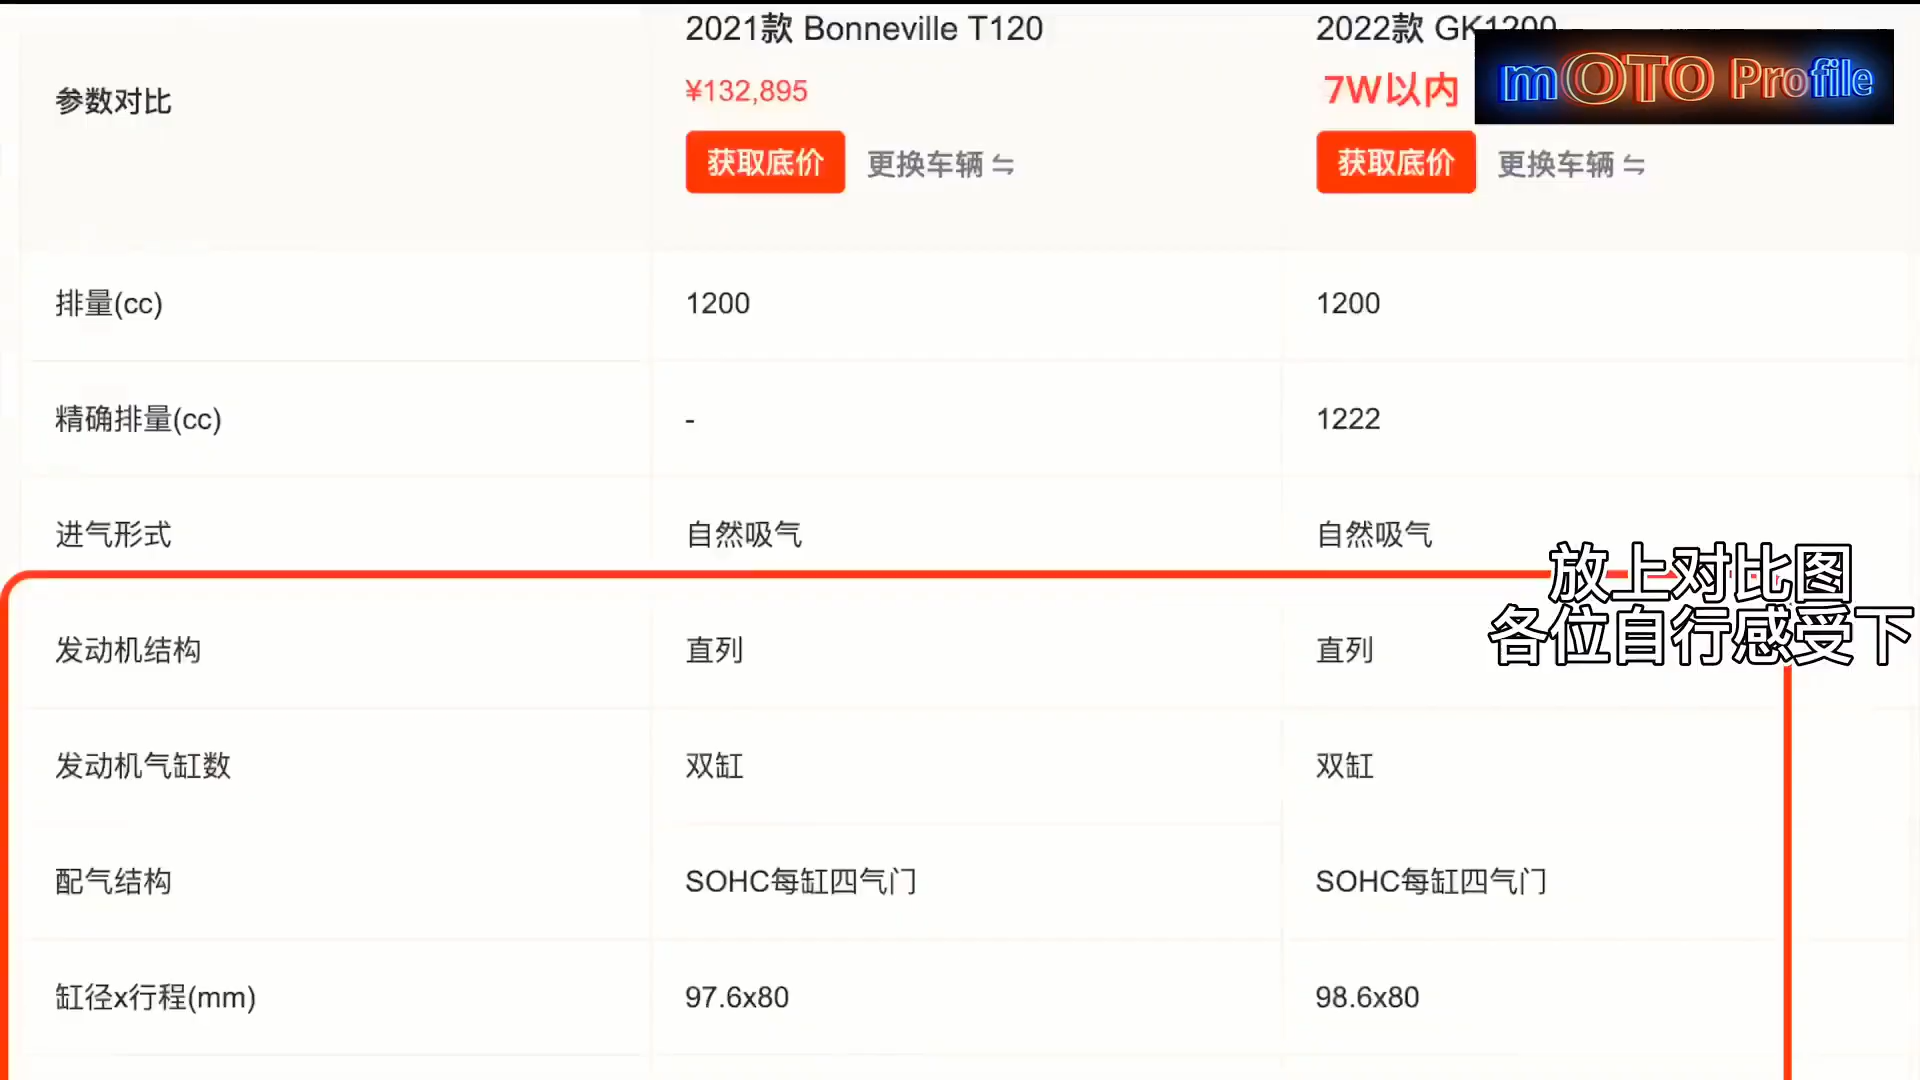 2021款 Bonneville T120
2022款 GK1200
参数对比
¥132,895
7W以内
mOTO Profile
获取底价
更换车辆
获取底价
更换车辆
排量(cc)
1200
1200
精确排量(cc)
-
1222
进气形式
自然吸气
自然吸气
放上对比图
各位自行感受下
发动机结构
直列
直列
发动机气缸数
双缸
双缸
配气结构
SOHC每缸四气门
SOHC每缸四气门
缸径x行程(mm)
97.6x80
98.6x80